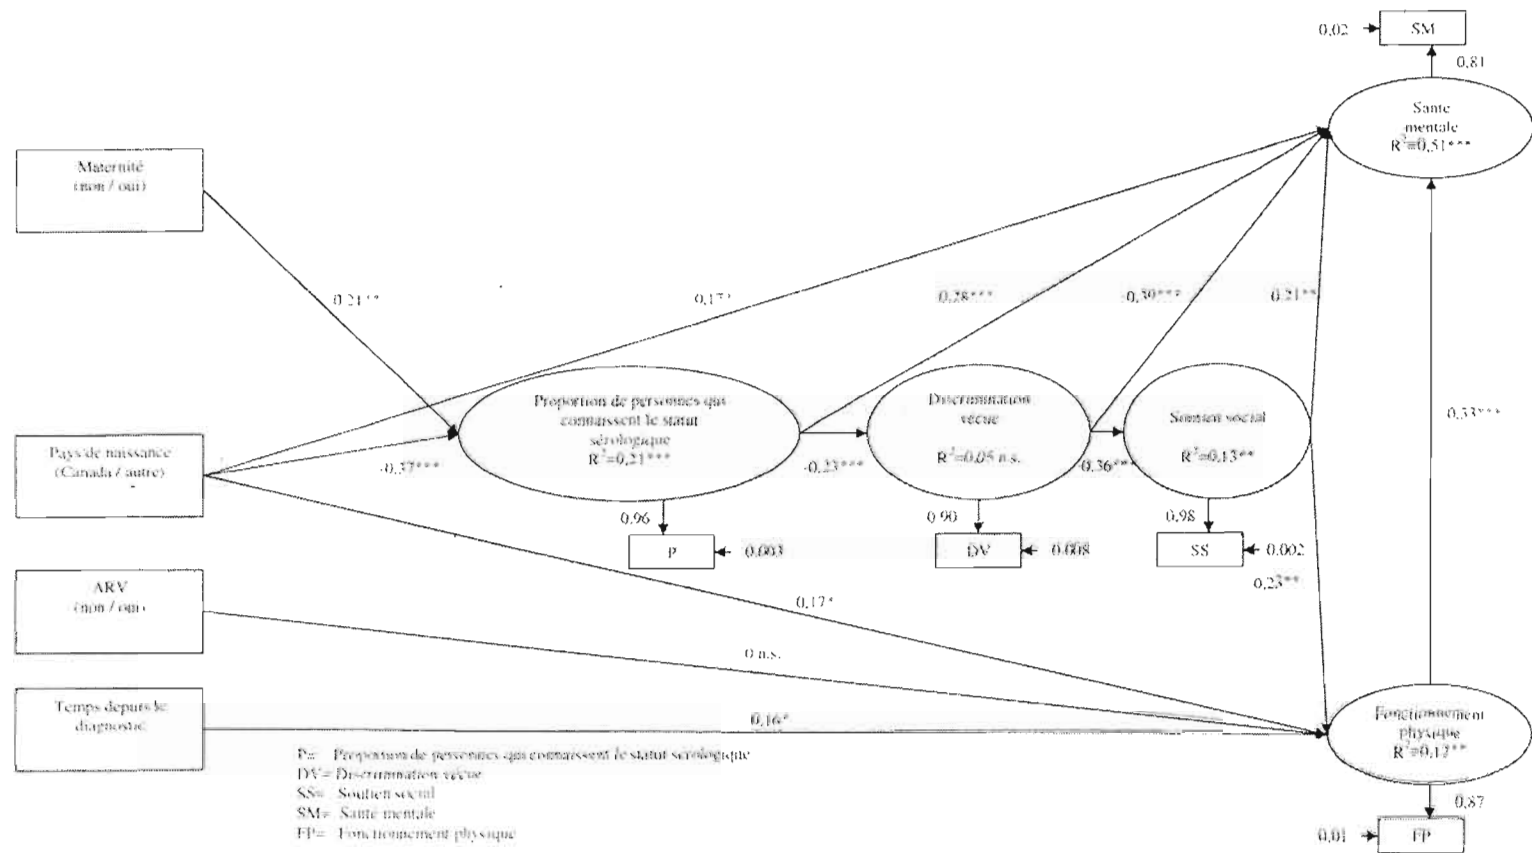 0,02
SM
0,81
Santé
mentale
R²=0,51***
Maternité
(non / oui)
0,21**
0,17*
0,28***
-0,39***
0,21**
Proportion de personnes qui
connaissent le statut
sérologique
R²=0,21***
Discrimination
vécue
R²=0,05 n.s.
Soutien social
R²=0,13**
0,33***
Pays de naissance
(Canada / autre)
-0,37***
-0,23***
-0,36***
0,96
P
0.003
0.90
DV
0.008
0,98
SS
0,002
0,23**
ARV
(non / oui)
0,17*
0 n.s.
Temps depuis le
diagnostic
0,16*
Fonctionnement
physique
P= Proportion de personnes qui connaissent le statut sérologique
DV= Discrimination vécue
SS= Soutien social
SM= Santé mentale
FP= Fonctionnement physique
0,87
0,01
FP